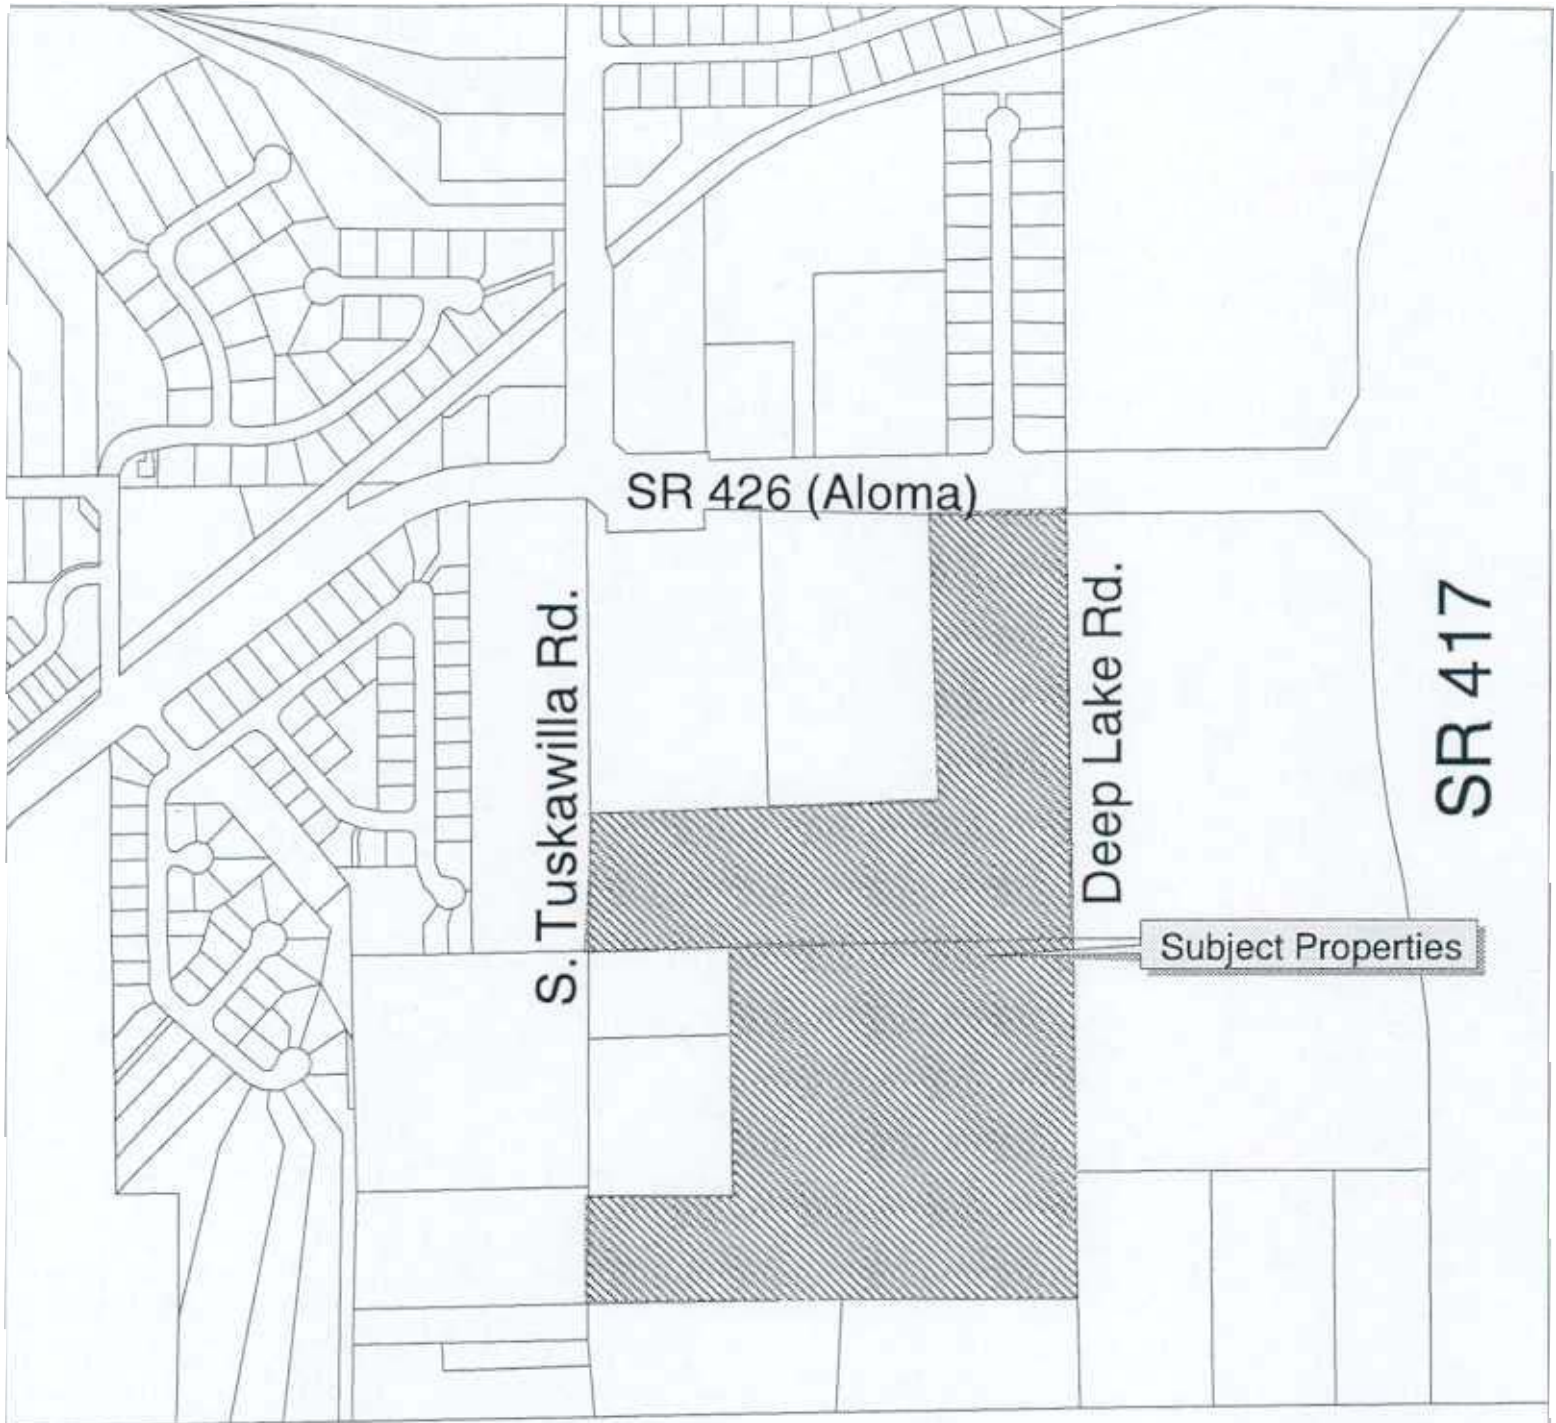 SR 426 (Aloma)
S. Tuskawilla Rd.
Deep Lake Rd.
SR 417
Subject Properties